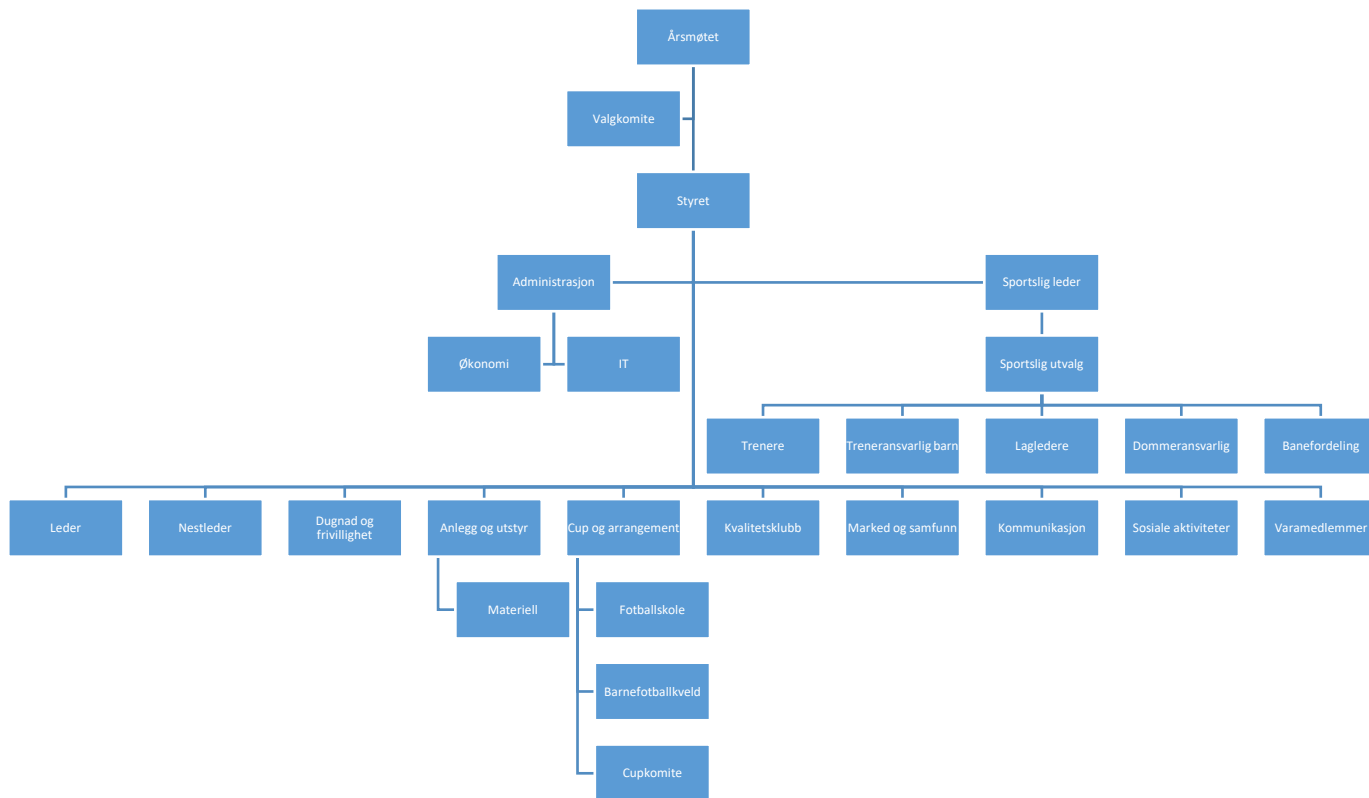 Årsmøtet
Valgkomite
Styret
Administrasjon
Sportslig leder
Økonomi
IT
Sportslig utvalg
Trenere
Treneransvarlig barn
Lagledere
Dommeransvarlig
Banefordeling
Leder
Nestleder
Dugnad og
frivillighet
Anlegg og utstyr
Cup og arrangement
Kvalitetsklubb
Marked og samfunn
Kommunikasjon
Sosiale aktiviteter
Varamedlemmer
Materiell
Fotballskole
Barnefotballkveld
Cupkomite